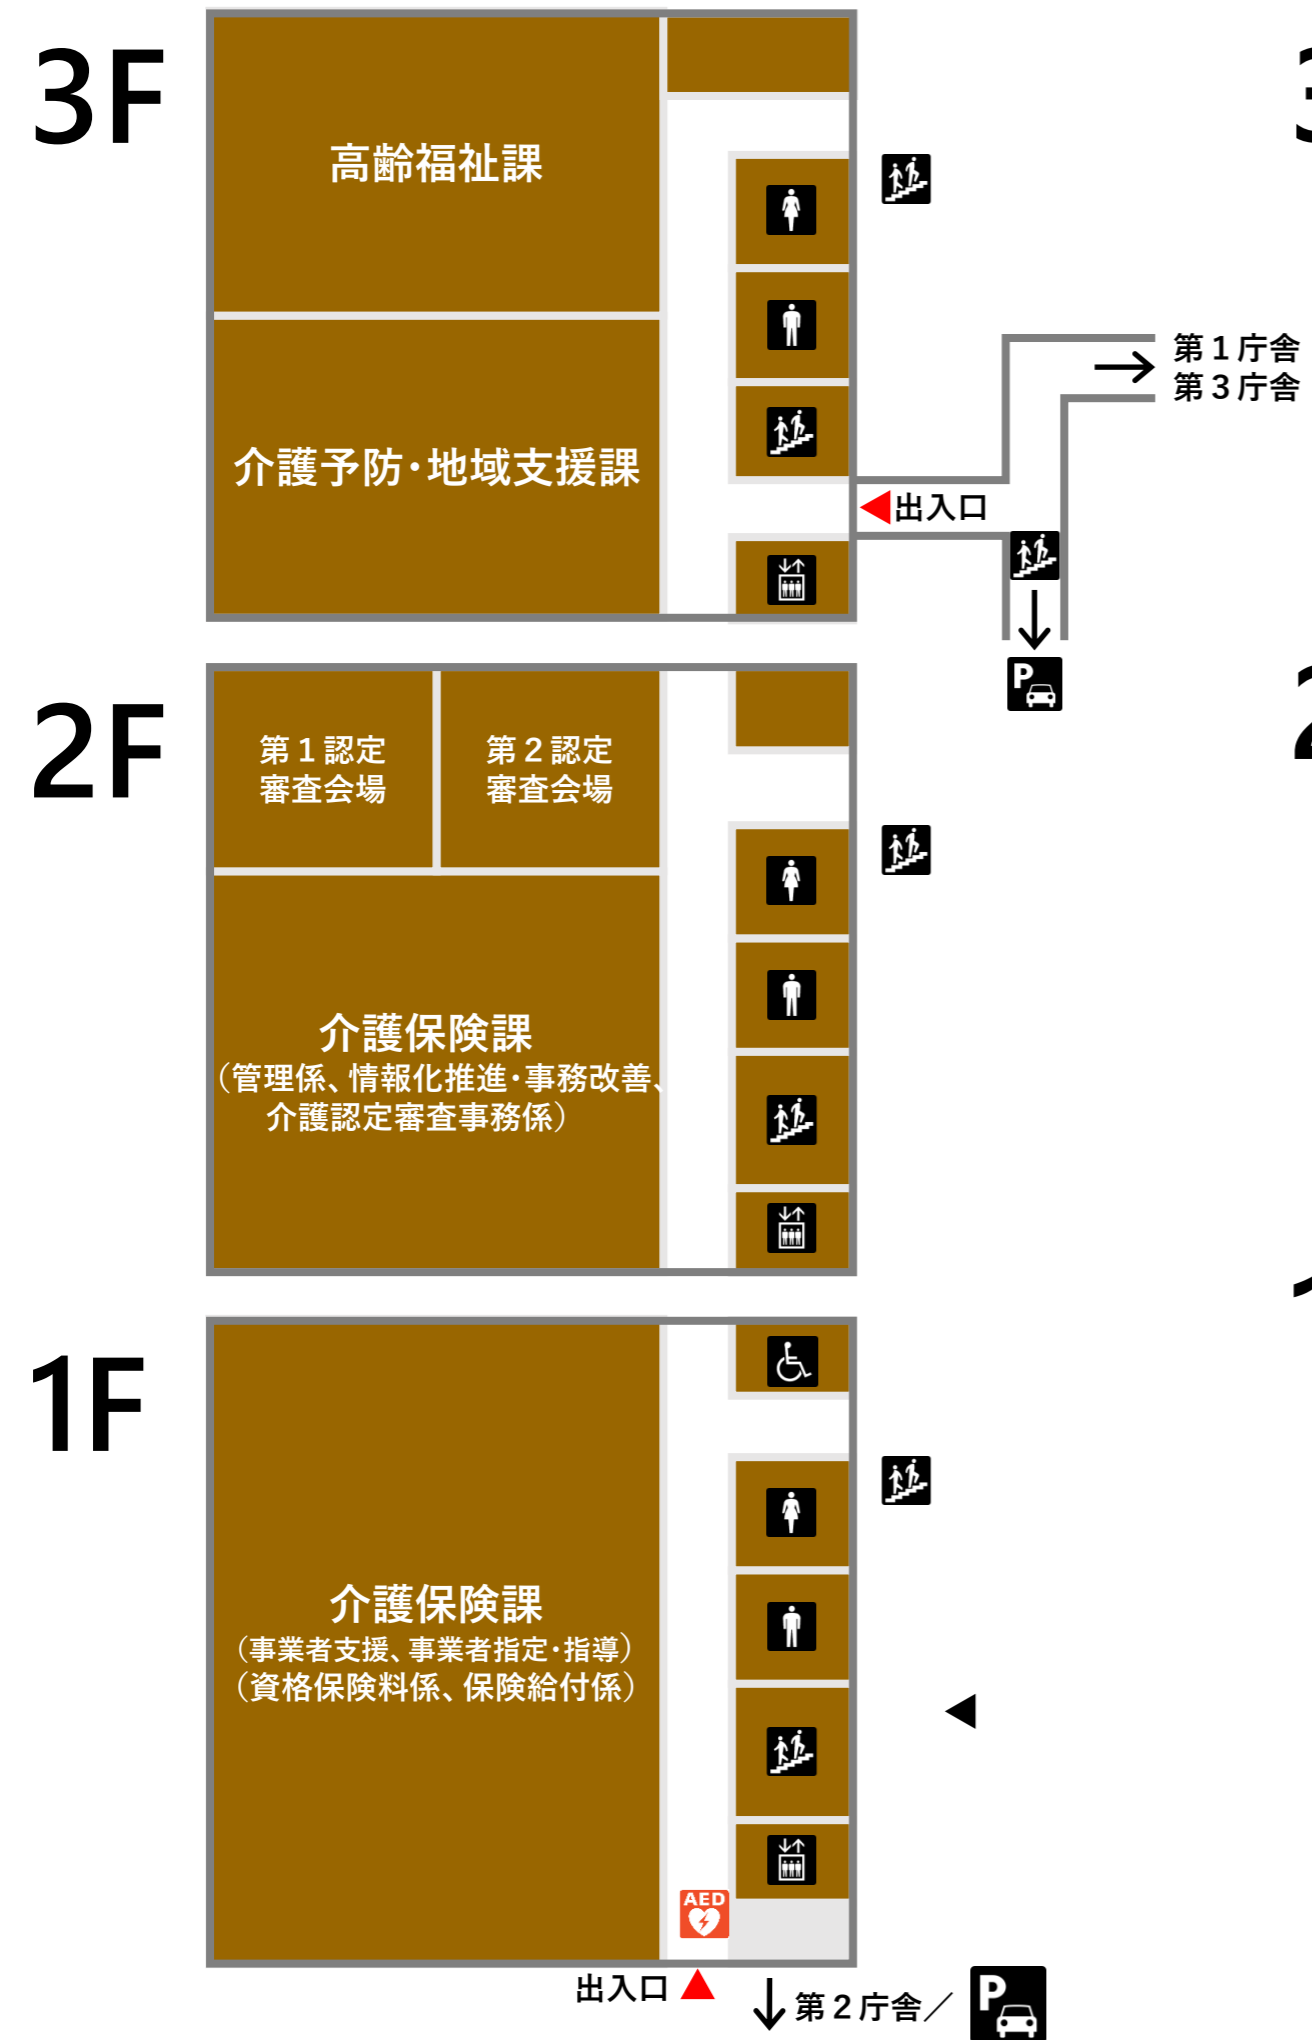 3F
高齢福祉課
介護予防・地域支援課
第1庁舎
第3庁舎
出入口
P
2F
第1認定
審査会場
第2認定
審査会場
介護保険課
（管理係、情報化推進・事務改善、
介護認定審査事務係）
1F
介護保険課
（事業者支援、事業者指定・指導）
（資格保険料係、保険給付係）
AED
出入口
第2庁舎／
P